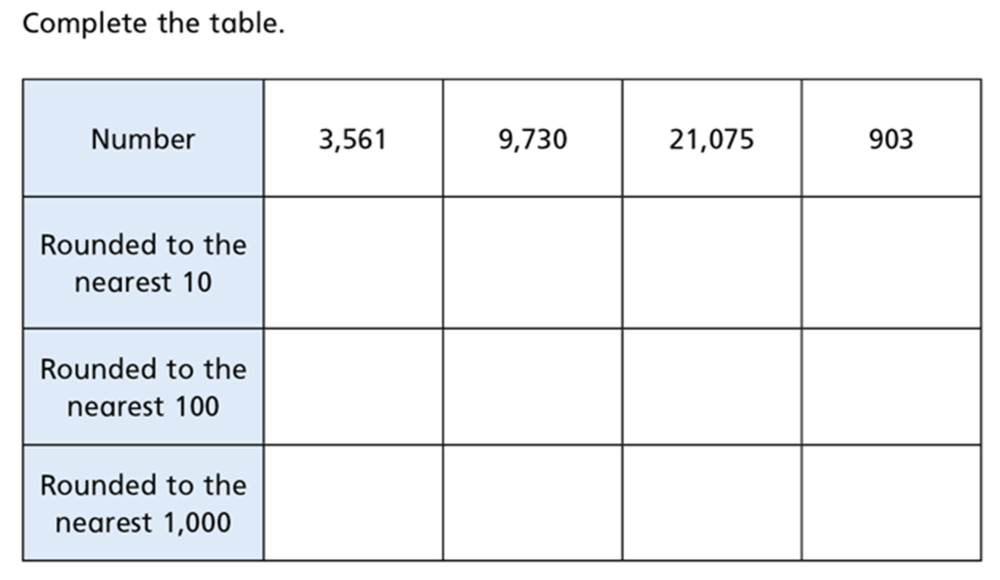 Complete the table.
Number 3,561 9,730 21,075 903
Rounded to the
nearest 10
Rounded to the
nearest 100
Rounded to the
nearest 1,000